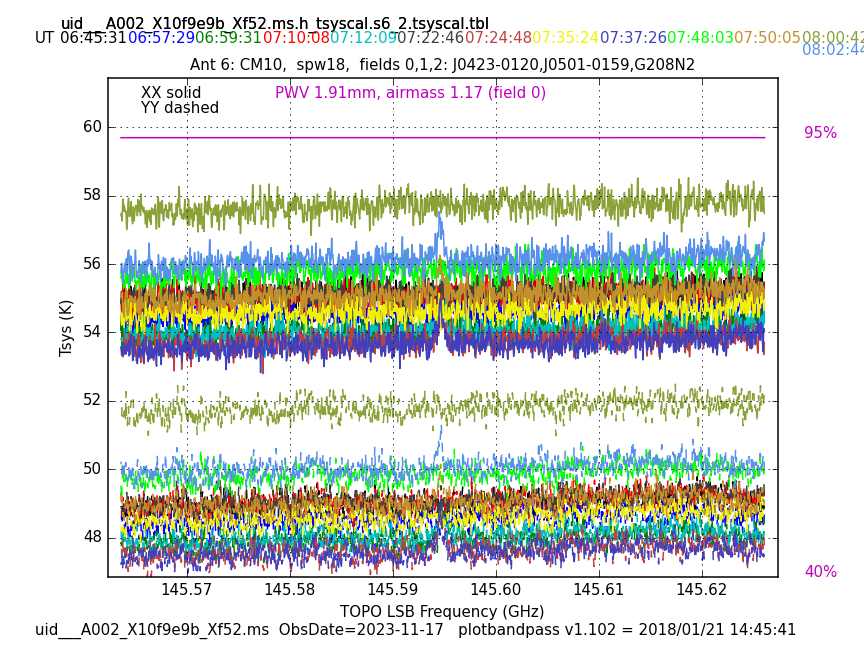 uid___A002_X10f9e9b_Xf52.ms.h_tsyscal.s6_2.tsyscal.tbl
UT 06:45:31 06:57:29 06:59:31 07:10:08 07:12:09 07:22:46 07:24:48 07:35:24 07:37:26 07:48:03 07:50:05 08:00:42
08:02:44
Ant 6: CM10,  spw18,  fields 0,1,2: J0423-0120,J0501-0159,G208N2
XX solid
PWV 1.91mm, airmass 1.17 (field 0)
YY dashed
95%
60
58
56
54
52
50
48
Tsys (K)
40%
145.57 145.58 145.59 145.60 145.61 145.62
TOPO LSB Frequency (GHz)
uid___A002_X10f9e9b_Xf52.ms  ObsDate=2023-11-17   plotbandpass v1.102 = 2018/01/21 14:45:41